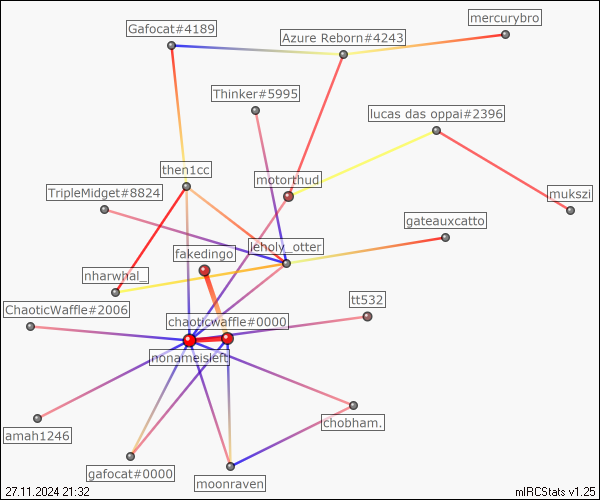 mercurybro
Gafocat#4189
Azure Reborn#4243
Thinker#5995
lucas das oppai#2396
then1cc
motorthud
TripleMidget#8824
mukszi
gateauxcatto
leholy_otter
fakedingo
nharwhal_
tt532
ChaoticWaffle#2006
chaoticwaffle#0000
nonameisleft
chobham.
amah1246
gafocat#0000
moonraven
27.11.2024 21:32
mIRCStats v1.25